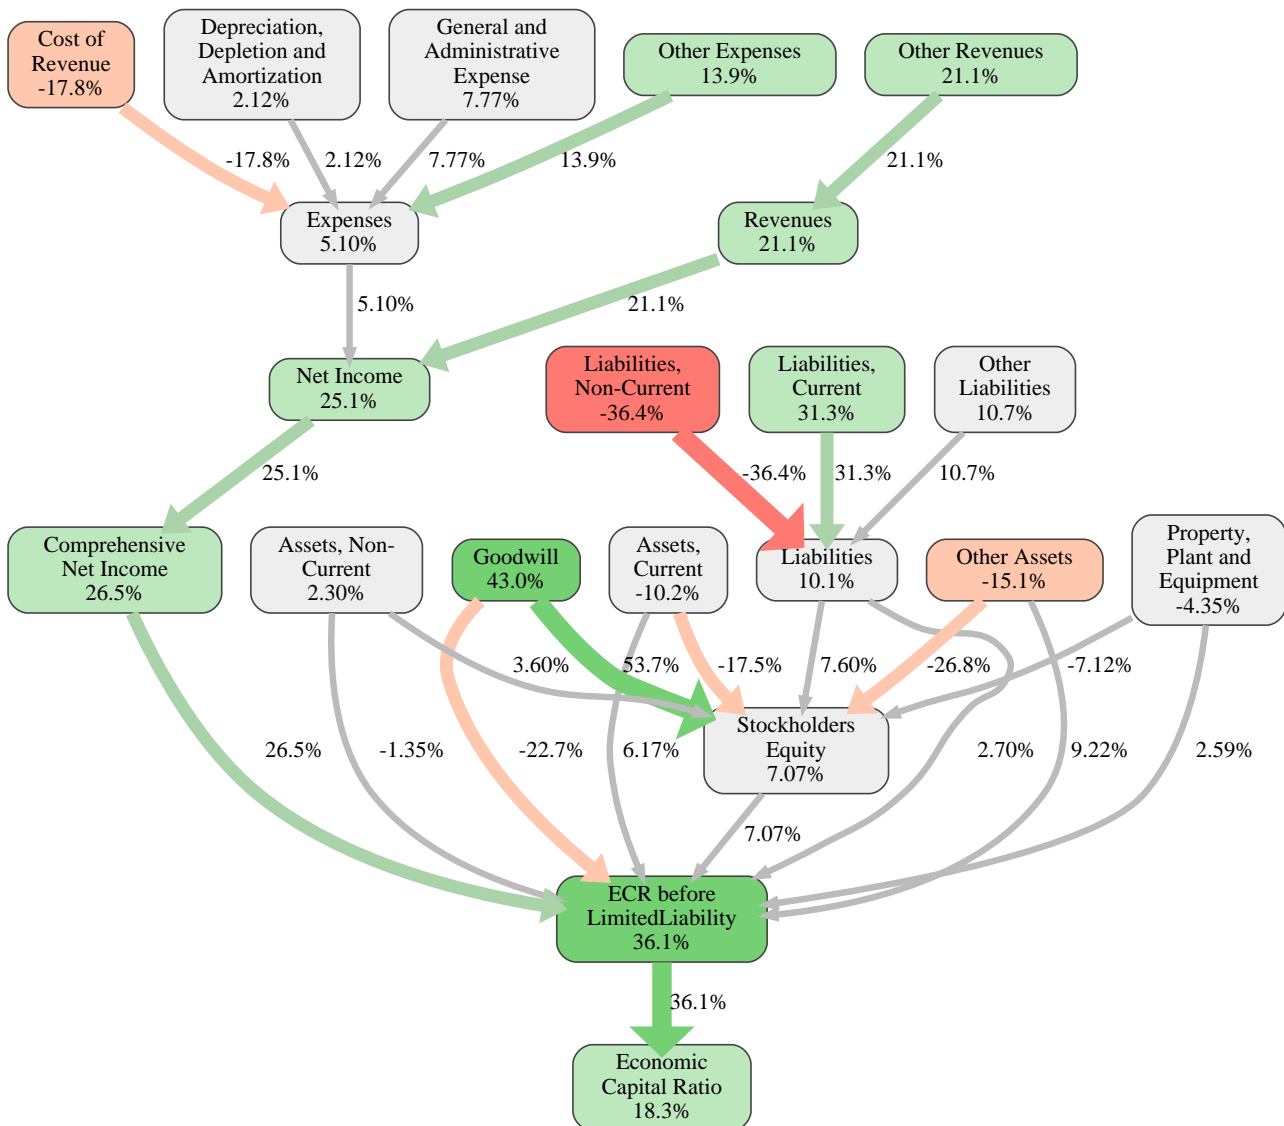 Cost of
Revenue
-17.8%
Depreciation,
Depletion and
Amortization
2.12%
General and
Administrative
Expense
7.77%
Other Expenses
13.9%
Other Revenues
21.1%
-17.8%
2.12%
7.77%
13.9%
21.1%
Expenses
5.10%
Revenues
21.1%
5.10%
21.1%
Net Income
25.1%
Liabilities,
Non-Current
-36.4%
Liabilities,
Current
31.3%
Other
Liabilities
10.7%
25.1%
-36.4%
31.3%
10.7%
Comprehensive
Net Income
26.5%
Assets, Non-
Current
2.30%
Goodwill
43.0%
Assets,
Current
-10.2%
Liabilities
10.1%
Other Assets
-15.1%
Property,
Plant and
Equipment
-4.35%
3.60%
53.7%
-17.5%
7.60%
-26.8%
-7.12%
Stockholders
Equity
7.07%
26.5%
-1.35%
-22.7%
6.17%
2.70%
9.22%
2.59%
7.07%
ECR before
LimitedLiability
36.1%
36.1%
Economic
Capital Ratio
18.3%